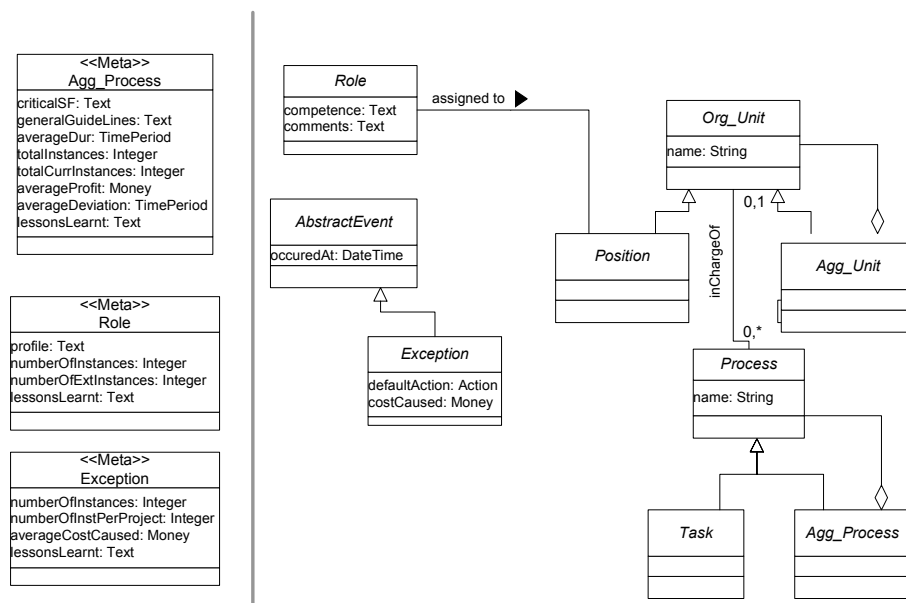 <<Meta>>
Agg_Process
criticalSF: Text
generalGuideLines: Text
averageDur: TimePeriod
totalInstances: Integer
totalCurrInstances: Integer
averageProfit: Money
averageDeviation: TimePeriod
lessonsLearnt: Text
<<Meta>>
Role
profile: Text
numberOfInstances: Integer
numberOfExtInstances: Integer
lessonsLearnt: Text
<<Meta>>
Exception
numberOfInstances: Integer
numberOfInstPerProject: Integer
averageCostCaused: Money
lessonsLearnt: Text
Role
competence: Text
comments: Text
assigned to
Org_Unit
name: String
AbstractEvent
occuredAt: DateTime
Position
0,1
Agg_Unit
inChargeOf
0,*
Exception
defaultAction: Action
costCaused: Money
Process
name: String
Task
Agg_Process